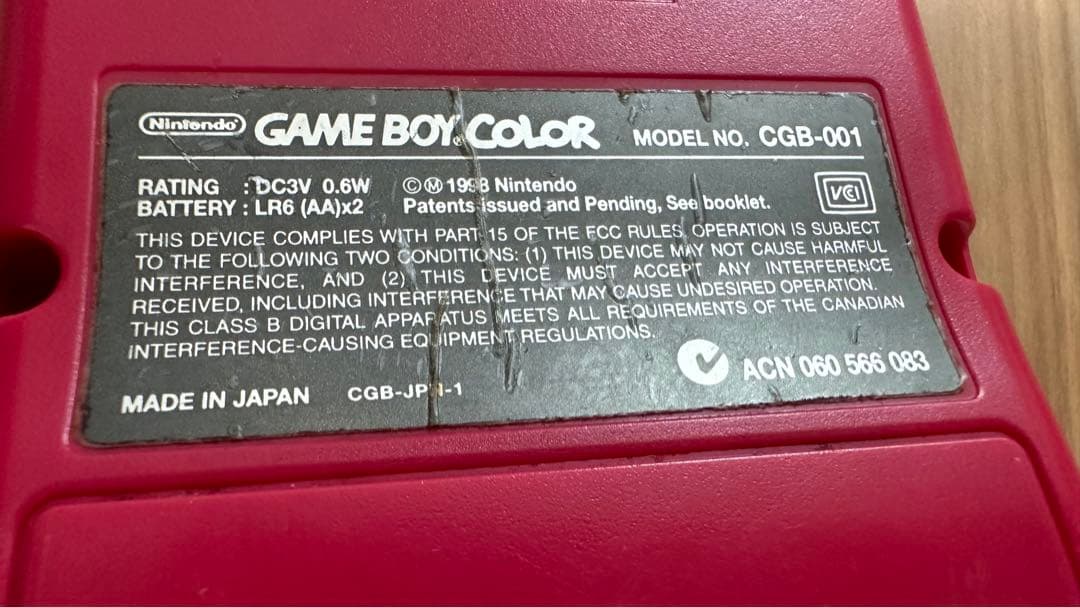 Nintendo GAME BOY COLOR MODEL NO. CGB-001
RATING : DC3V 0.6W ©Ⓜ 1998 Nintendo
BATTERY : LR6 (AA)x2 Patents issued and Pending, See booklet.
VCI
THIS DEVICE COMPLIES WITH PART 15 OF THE FCC RULES. OPERATION IS SUBJECT
TO THE FOLLOWING TWO CONDITIONS: (1) THIS DEVICE MAY NOT CAUSE HARMFUL
INTERFERENCE, AND (2) THIS DEVICE MUST ACCEPT ANY INTERFERENCE
RECEIVED, INCLUDING INTERFERENCE THAT MAY CAUSE UNDESIRED OPERATION.
THIS CLASS B DIGITAL APPARATUS MEETS ALL REQUIREMENTS OF THE CANADIAN
INTERFERENCE-CAUSING EQUIPMENT REGULATIONS.
ACN 060 566 083
MADE IN JAPAN CGB-JPN-1